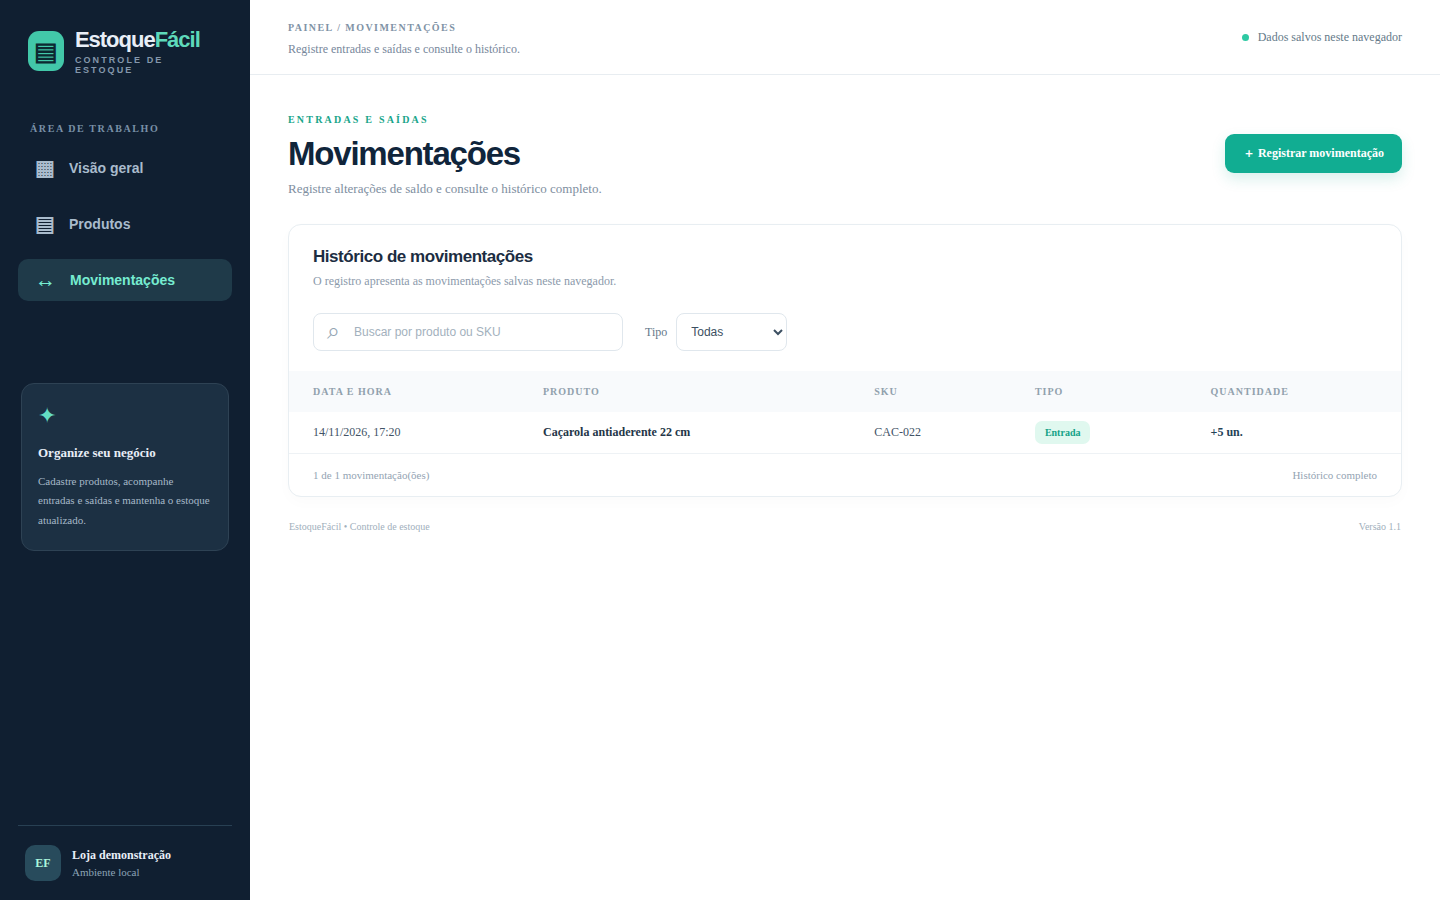 EstoqueFácil
CONTROLE DE
ESTOQUE
ÁREA DE TRABALHO
Visão geral
Produtos
Movimentações
Organize seu negócio
Cadastre produtos, acompanhe
entradas e saídas e mantenha o estoque
atualizado.
EF
Loja demonstração
Ambiente local
PAINEL / MOVIMENTAÇÕES
Registre entradas e saídas e consulte o histórico.
Dados salvos neste navegador
ENTRADAS E SAÍDAS
Movimentações
Registre alterações de saldo e consulte o histórico completo.
+ Registrar movimentação
Histórico de movimentações
O registro apresenta as movimentações salvas neste navegador.
Buscar por produto ou SKU
Tipo
Todas
DATA E HORA PRODUTO SKU TIPO QUANTIDADE
14/11/2026, 17:20 Caçarola antiaderente 22 cm CAC-022 Entrada +5 un.
1 de 1 movimentação(ões)
Histórico completo
EstoqueFácil • Controle de estoque
Versão 1.1